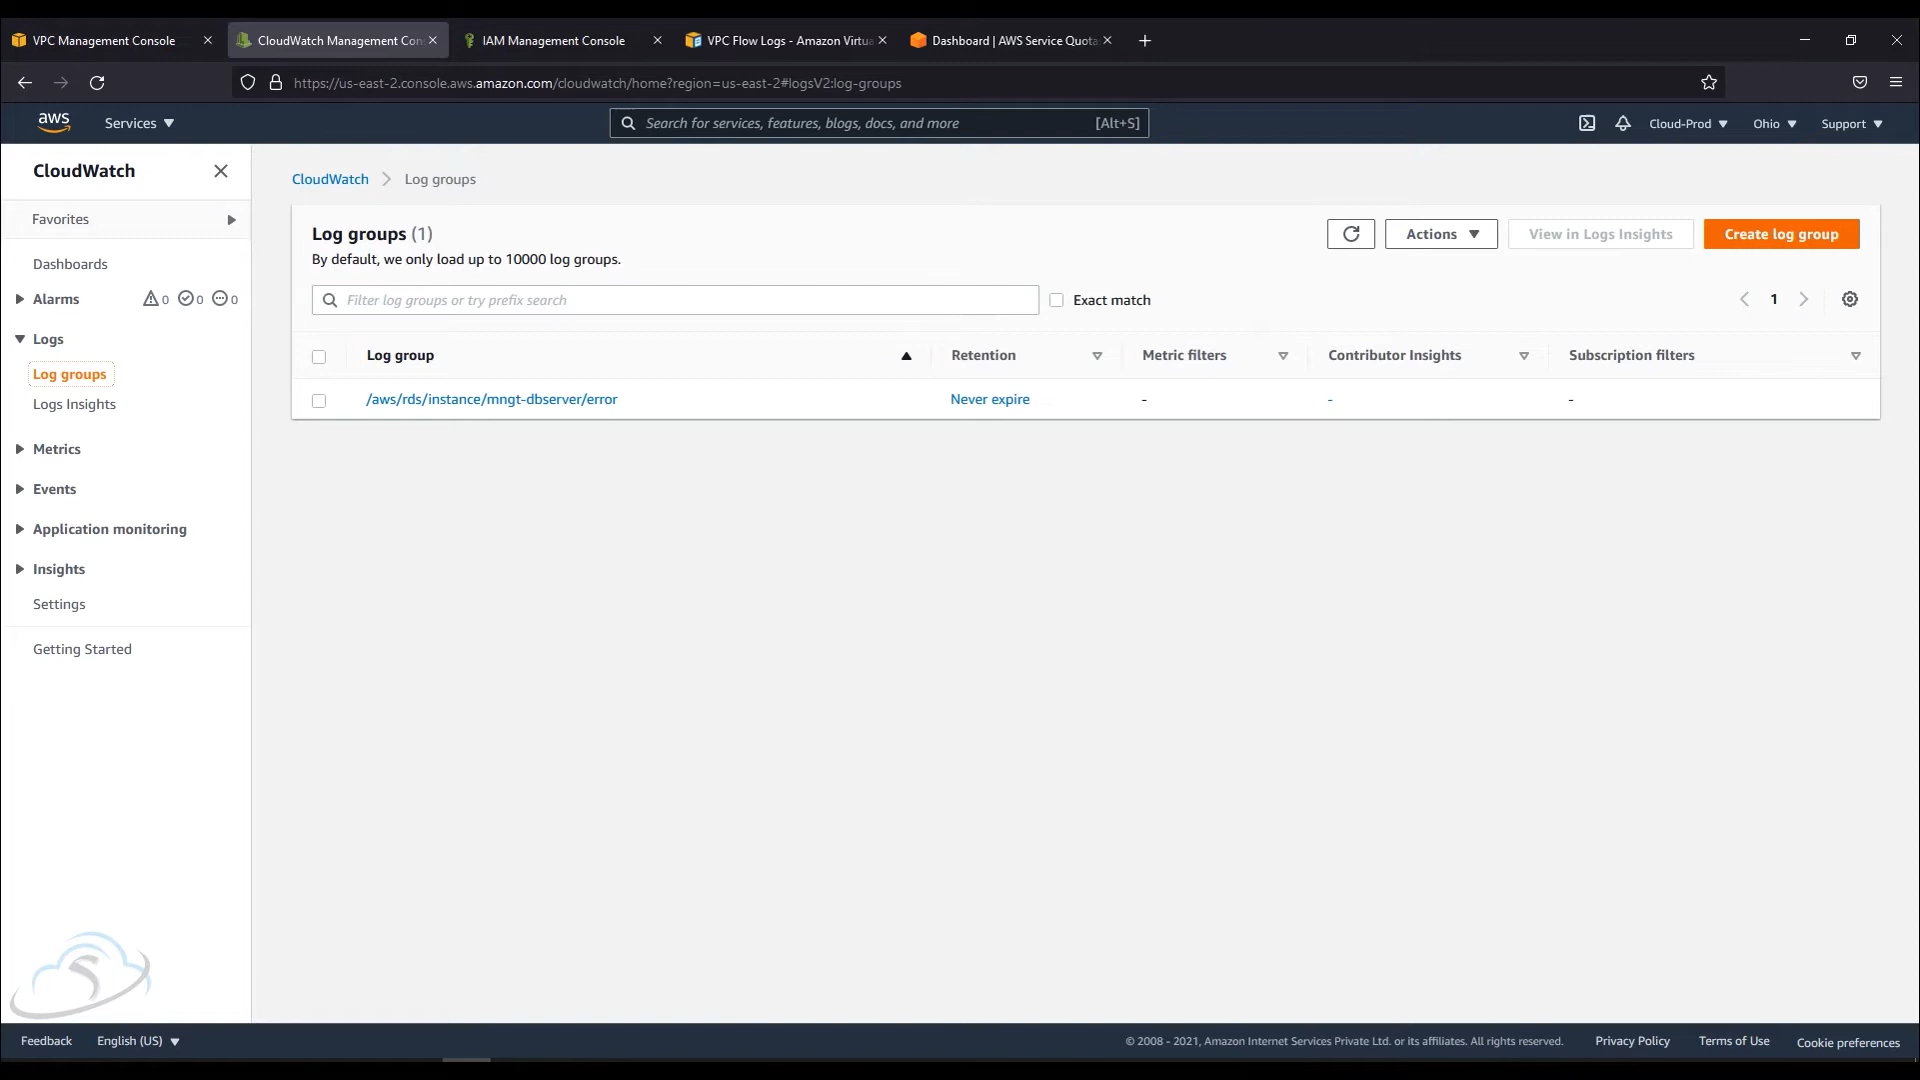 VPC Management Console
CloudWatch Management Con
IAM Management Console
VPC Flow Logs - Amazon Virtua
Dashboard | AWS Service Quota
https://us-east-2.console.aws.amazon.com/cloudwatch/home?region=us-east-2#logsV2:log-groups
aws
Services
Search for services, features, blogs, docs, and more
[Alt+S]
Cloud-Prod
Ohio
Support
CloudWatch
Favorites
Dashboards
Alarms
0
0
0
Logs
Log groups
Logs Insights
Metrics
Events
Application monitoring
Insights
Settings
Getting Started
CloudWatch
Log groups
Log groups (1)
By default, we only load up to 10000 log groups.
Actions
View in Logs Insights
Create log group
Filter log groups or try prefix search
Exact match
1
Log group
Retention
Metric filters
Contributor Insights
Subscription filters
/aws/rds/instance/mngt-dbserver/error
Never expire
-
-
-
S
Feedback
English (US)
© 2008 - 2021, Amazon Internet Services Private Ltd. or its affiliates. All rights reserved.
Privacy Policy
Terms of Use
Cookie preferences